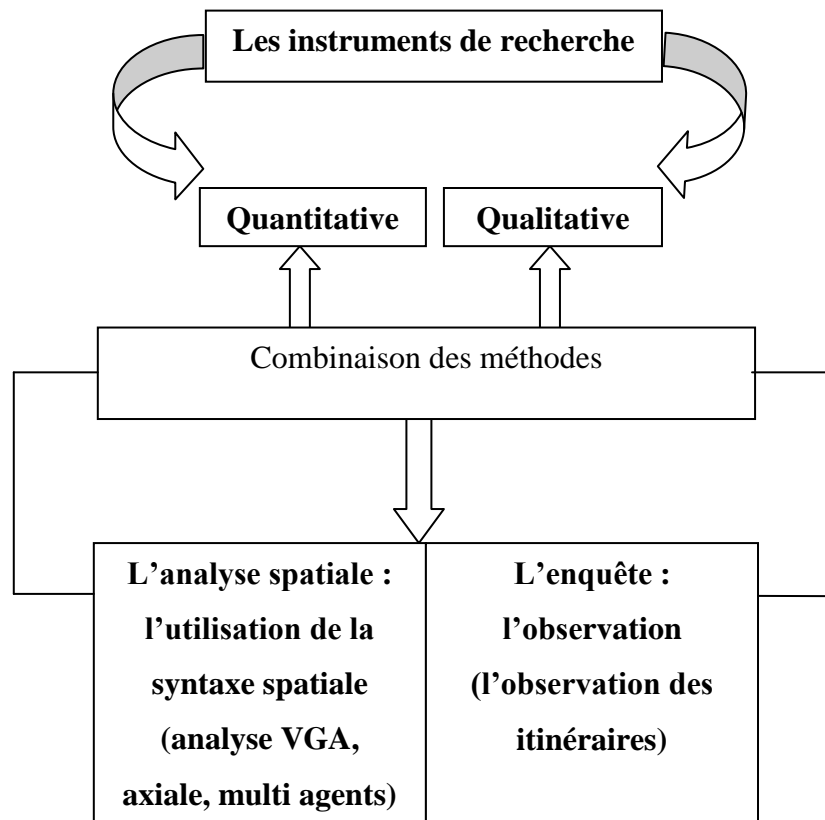 Les instruments de recherche
Quantitative
Qualitative
Combinaison des méthodes
L’analyse spatiale :
l’utilisation de la
syntaxe spatiale
(analyse VGA,
axiale, multi agents)
L’enquête :
l’observation
(l’observation des
itinéraires)